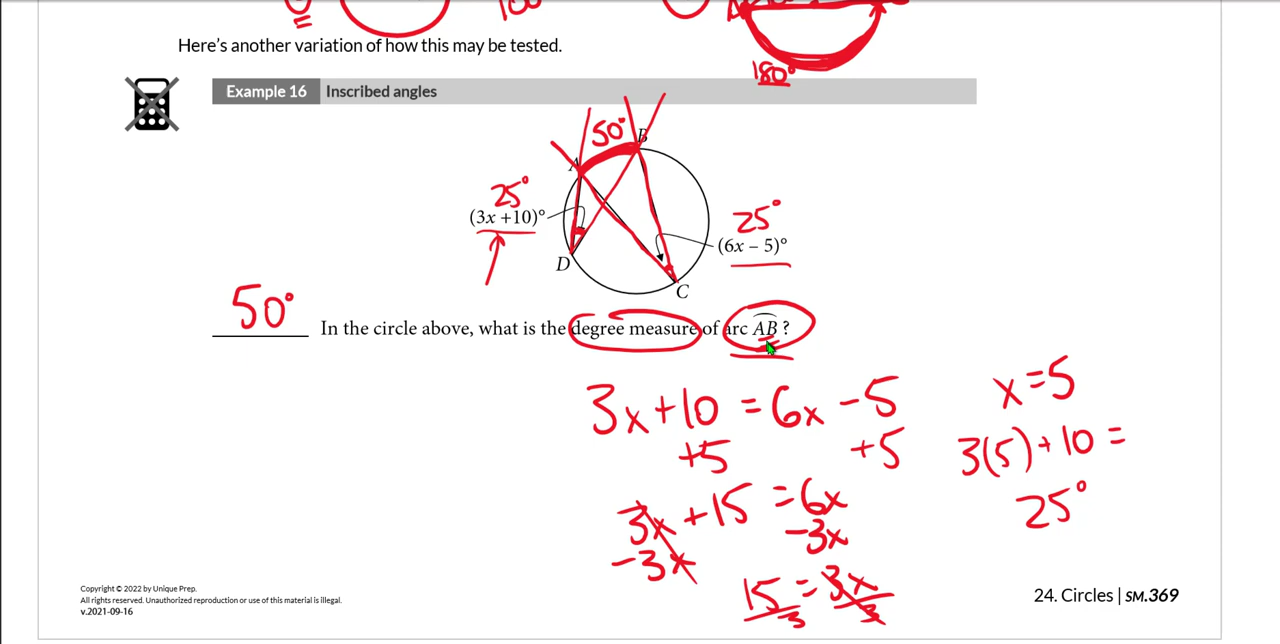 180°
Here's another variation of how this may be tested.
Example 16 Inscribed angles
50°
B
A
25°
(3x +10)°
25°
(6x – 5)°
D
C
50°
In the circle above, what is the degree measure of arc AB?
3x+10 = 6x -5
+5 +5
3x +15 = 6x
-3x -3x
15 = 3x
3 3
x=5
3(5)+10 =
25°
Copyright © 2022 by Unique Prep.
All rights reserved. Unauthorized reproduction or use of this material is illegal.
v.2021-09-16
24. Circles | SM.369